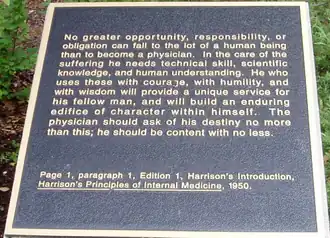 No greater opportunity, responsibility, or
obligation can fall to the lot of a human being
than to become a physician. In the care of the
suffering he needs technical skill, scientific
knowledge, and human understanding. He who
uses these with courage, with humility, and
with wisdom will provide a unique service for
his fellow man, and will build an enduring
edifice of character within himself. The
physician should ask of his destiny no more
than this; he should be content with no less.
Page 1, paragraph 1, Edition 1, Harrison's Introduction,
Harrison's Principles of Internal Medicine, 1950.